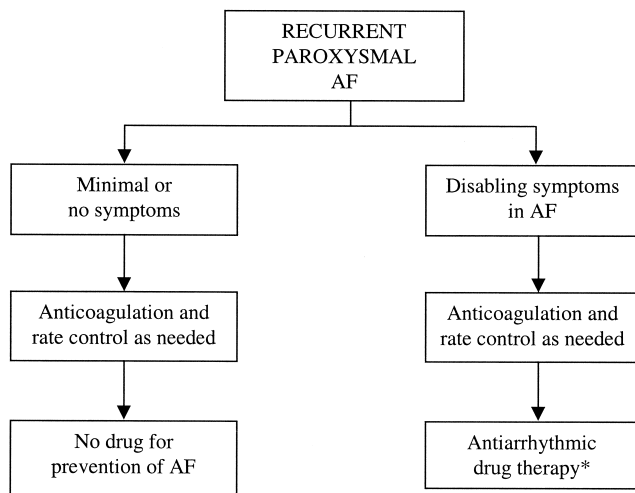 RECURRENT
PAROXYSMAL
AF
Minimal or
no symptoms
Disabling symptoms
in AF
Anticoagulation and
rate control as needed
Anticoagulation and
rate control as needed
No drug for
prevention of AF
Antiarrhythmic
drug therapy*